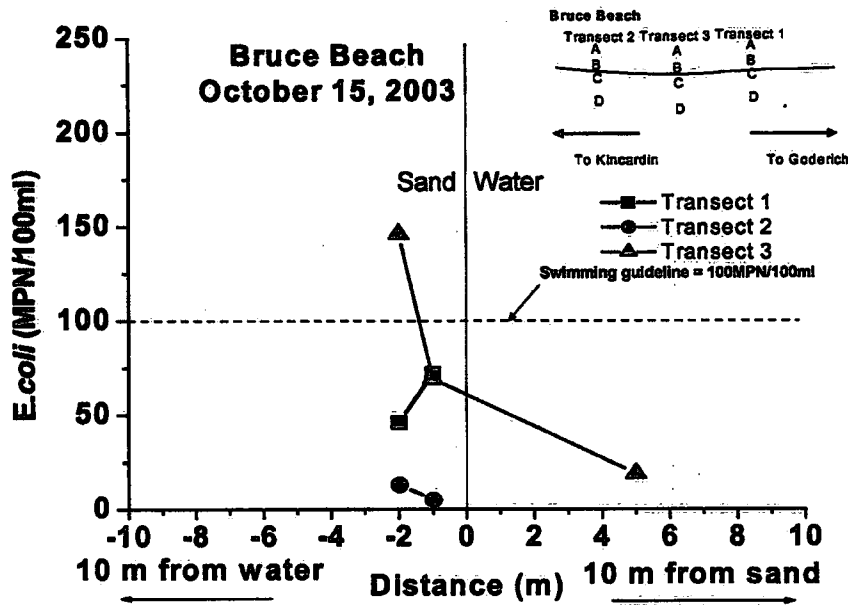 Bruce Beach
October 15, 2003
Bruce Beach
Transect 2 Transect 3 Transect 1
A A A
B B B
C C C
D D D
To Kincardin To Goderich
Sand Water
Transect 1
Transect 2
Transect 3
Swimming guideline = 100MPN/100ml
E.coli (MPN/100ml)
250
200
150
100
50
0
-10 -8 -6 -4 -2 0 2 4 6 8 10
10 m from water Distance (m) 10 m from sand